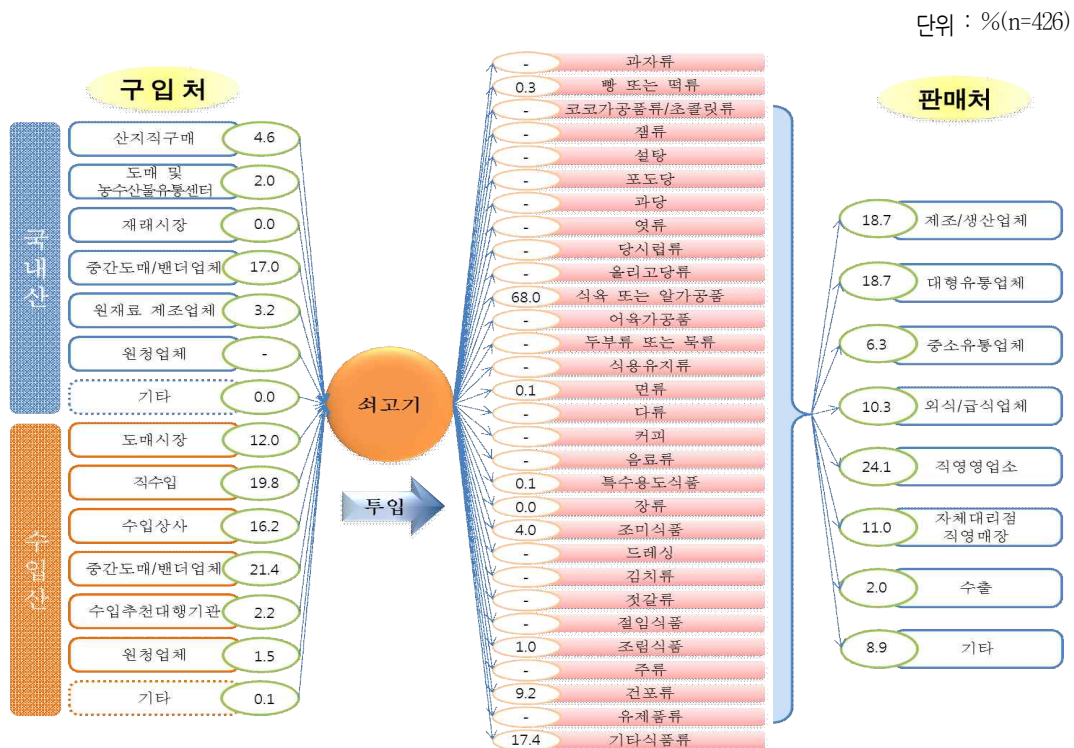 단위 : %(n=426)
구입처
국내산
산지직구매 4.6
도매 및
농수산물유통센터 2.0
재래시장 0.0
중간도매/밴더업체 17.0
원재료 제조업체 3.2
원청업체 -
기타 0.0
수입산
도매시장 12.0
직수입 19.8
수입상사 16.2
중간도매/밴더업체 21.4
수입추천대행기관 2.2
원청업체 1.5
기타 0.1
쇠고기
투입
- 과자류
0.3 빵 또는 떡류
- 코코가공품류/초콜릿류
- 잼류
- 설탕
- 포도당
- 과당
- 엿류
- 당시럽류
- 올리고당류
68.0 식육 또는 알가공품
- 어육가공품
- 두부류 또는 묵류
- 식용유지류
0.1 면류
- 다류
- 커피
- 음료류
0.1 특수용도식품
0.0 장류
4.0 조미식품
- 드레싱
- 김치류
- 젓갈류
- 절임식품
1.0 조림식품
- 주류
9.2 건포류
- 유제품류
17.4 기타식품류
판매처
18.7 제조/생산업체
18.7 대형유통업체
6.3 중소유통업체
10.3 외식/급식업체
24.1 직영영업소
11.0 자체대리점
직영매장
2.0 수출
8.9 기타